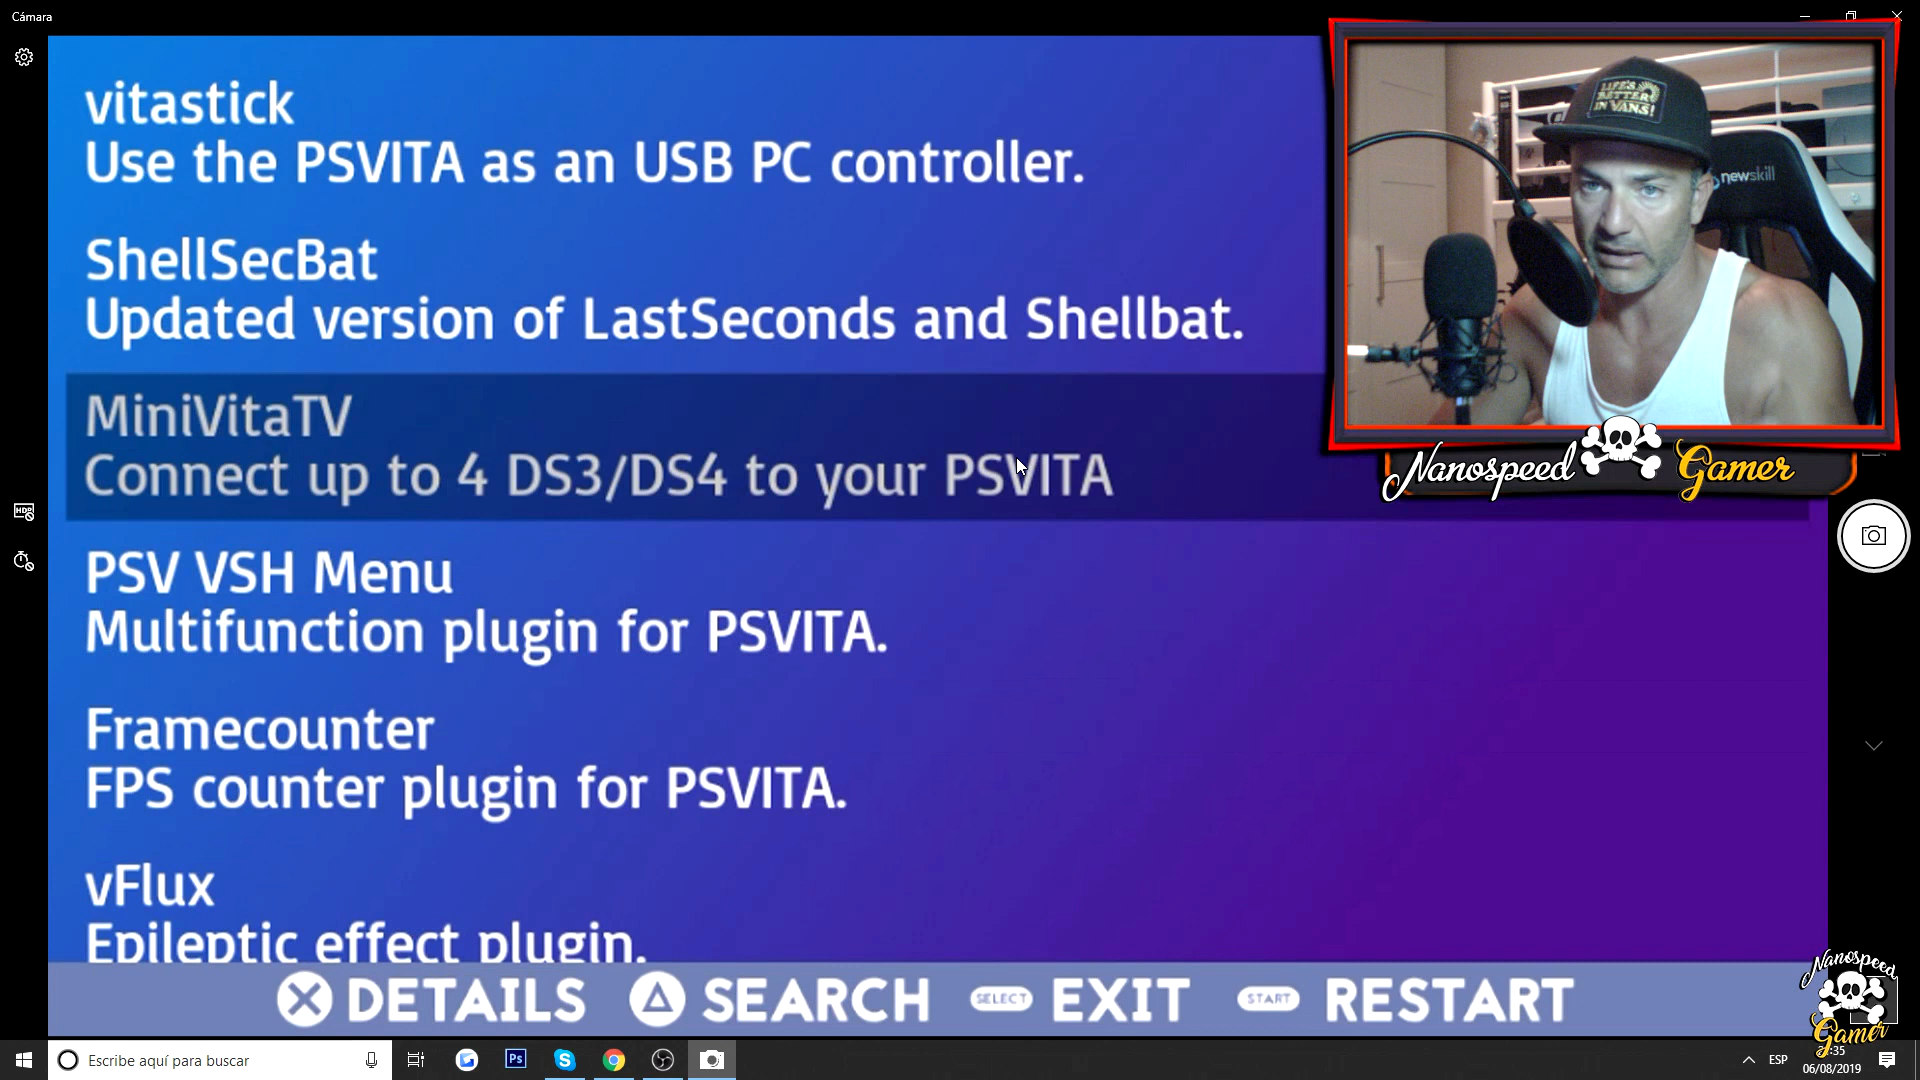 Cámara
vitastick
Use the PSVITA as an USB PC controller.
ShellSecBat
Updated version of LastSeconds and Shellbat.
MiniVitaTV
Connect up to 4 DS3/DS4 to your PSVITA
PSV VSH Menu
Multifunction plugin for PSVITA.
Framecounter
FPS counter plugin for PSVITA.
vFlux
Epileptic effect plugin.
DETAILS
SEARCH
SELECT EXIT
START RESTART
LIFE'S
BETTER
IN VANS!
newskill
Nanospeed Gamer
HDR
Nanospeed
Gamer
Escribe aquí para buscar
Ps
ESP
:35
06/08/2019